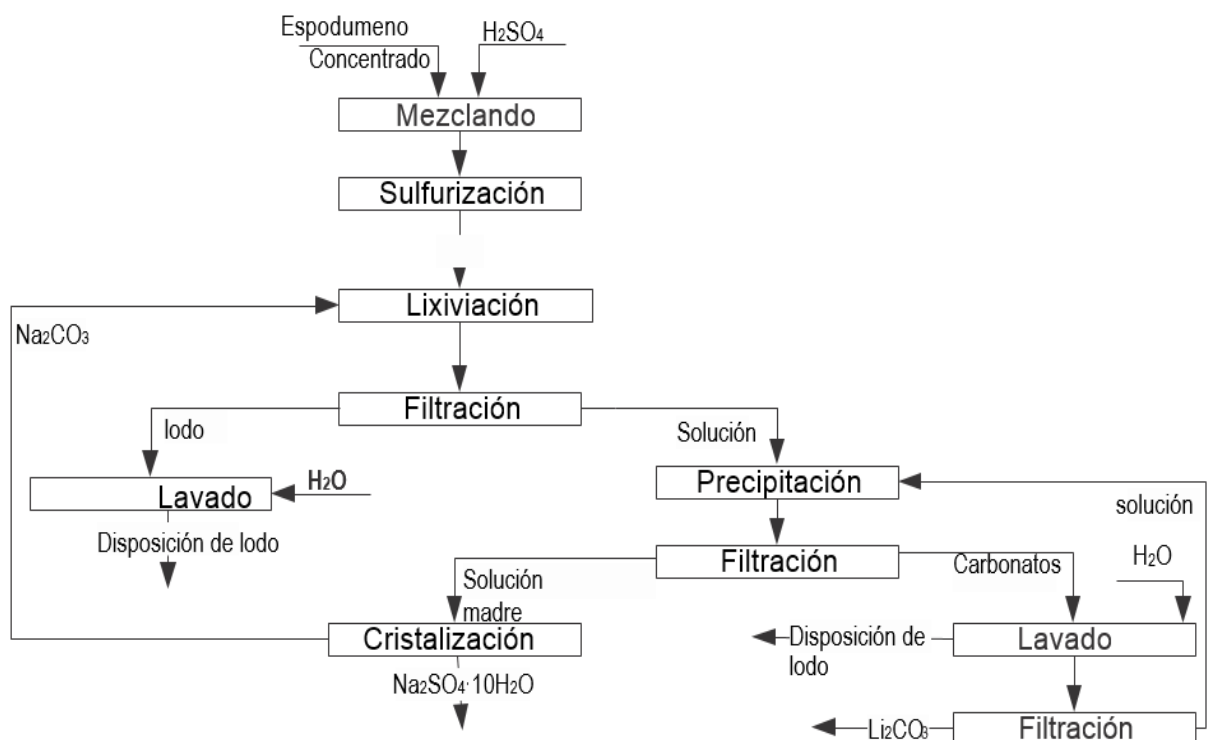 Espodumeno
Concentrado
H₂SO₄
Mezclando
Sulfurización
Lixiviación
Na₂CO₃
Filtración
lodo
Solución
H₂O
Lavado
Precipitación
solución
Disposición de lodo
Filtración
Carbonatos
H₂O
Solución
madre
Cristalización
Disposición de
lodo
Lavado
Na₂SO₄·10H₂O
Li₂CO₃
Filtración